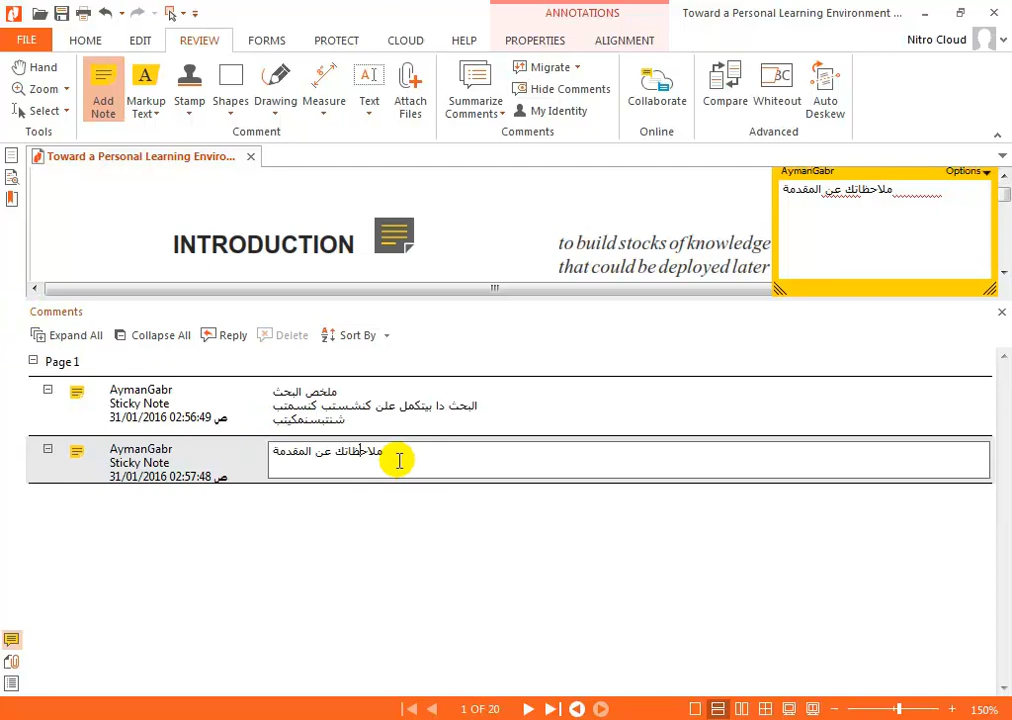 ANNOTATIONS
Toward a Personal Learning Environment ...
FILE
HOME
EDIT
REVIEW
FORMS
PROTECT
CLOUD
HELP
PROPERTIES
ALIGNMENT
Nitro Cloud
Hand
Zoom
Select
Tools
Add Note
Markup Text
Stamp
Shapes
Drawing
Measure
Text
Attach Files
Comment
Summarize Comments
Migrate
Hide Comments
My Identity
Comments
Collaborate
Online
Compare
Whiteout
Auto Deskew
Advanced
Toward a Personal Learning Enviro...
INTRODUCTION
to build stocks of knowledge
that could be deployed later
AymanGabr
Options
ملاحظاتك عن المقدمة
Comments
Expand All
Collapse All
Reply
Delete
Sort By
Page 1
AymanGabr
Sticky Note
31/01/2016 02:56:49 ص
ملخص البحث
البحث دا بيتكمل علن كنشستب كنسمتب
شنتبسنمكيتب
AymanGabr
Sticky Note
31/01/2016 02:57:48 ص
ملاحظاتك عن المقدمة
1 OF 20
150%